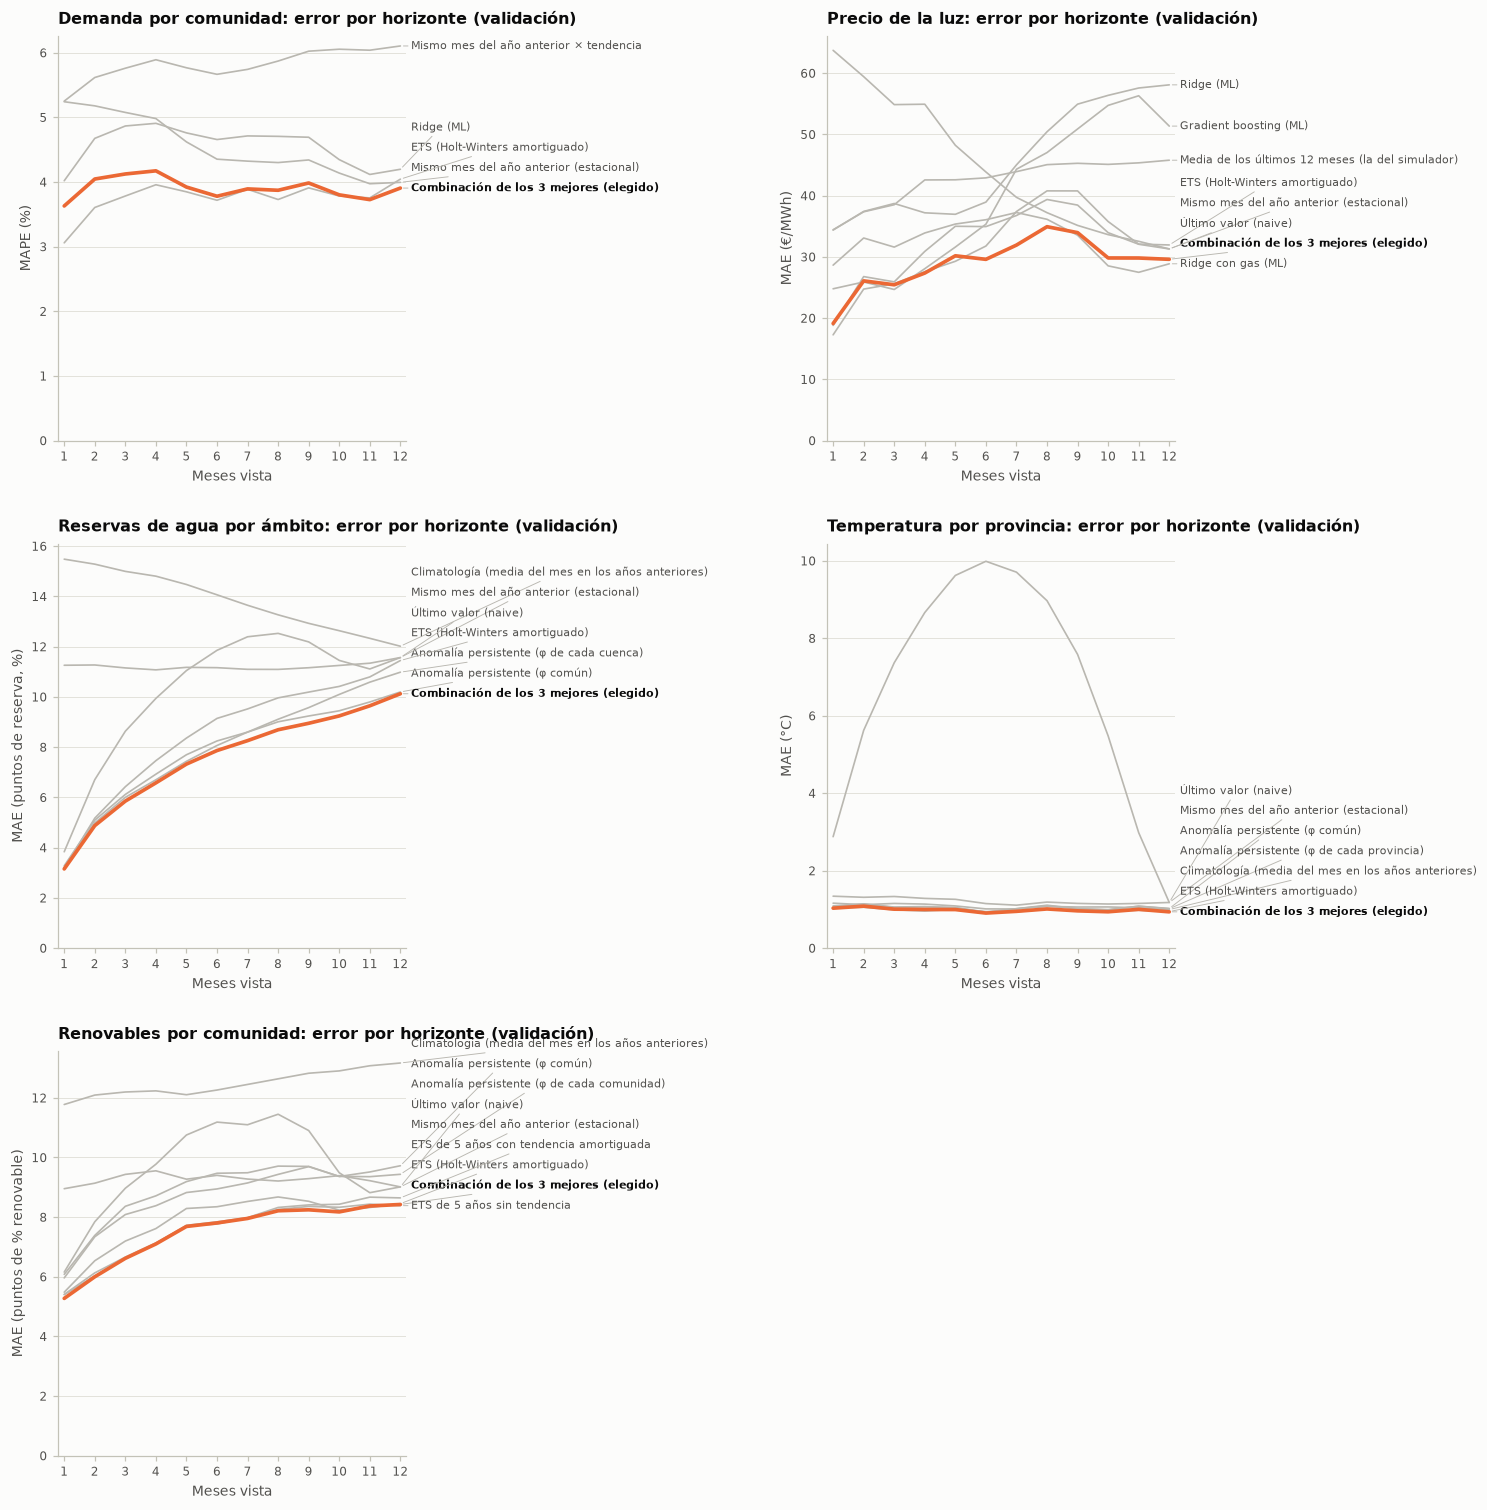 Demanda por comunidad: error por horizonte (validación)
MAPE (%)
6
5
4
3
2
1
0
1 2 3 4 5 6 7 8 9 10 11 12
Meses vista
Mismo mes del año anterior × tendencia
Ridge (ML)
ETS (Holt-Winters amortiguado)
Mismo mes del año anterior (estacional)
Combinación de los 3 mejores (elegido)
Precio de la luz: error por horizonte (validación)
MAE (€/MWh)
60
50
40
30
20
10
0
1 2 3 4 5 6 7 8 9 10 11 12
Meses vista
Ridge (ML)
Gradient boosting (ML)
Media de los últimos 12 meses (la del simulador)
ETS (Holt-Winters amortiguado)
Mismo mes del año anterior (estacional)
Último valor (naive)
Combinación de los 3 mejores (elegido)
Ridge con gas (ML)
Reservas de agua por ámbito: error por horizonte (validación)
MAE (puntos de reserva, %)
16
14
12
10
8
6
4
2
0
1 2 3 4 5 6 7 8 9 10 11 12
Meses vista
Climatología (media del mes en los años anteriores)
Mismo mes del año anterior (estacional)
Último valor (naive)
ETS (Holt-Winters amortiguado)
Anomalía persistente (φ de cada cuenca)
Anomalía persistente (φ común)
Combinación de los 3 mejores (elegido)
Temperatura por provincia: error por horizonte (validación)
MAE (°C)
10
8
6
4
2
0
1 2 3 4 5 6 7 8 9 10 11 12
Meses vista
Último valor (naive)
Mismo mes del año anterior (estacional)
Anomalía persistente (φ común)
Anomalía persistente (φ de cada provincia)
Climatología (media del mes en los años anteriores)
ETS (Holt-Winters amortiguado)
Combinación de los 3 mejores (elegido)
Renovables por comunidad: error por horizonte (validación)
MAE (puntos de % renovable)
12
10
8
6
4
2
0
1 2 3 4 5 6 7 8 9 10 11 12
Meses vista
Climatología (media del mes en los años anteriores)
Anomalía persistente (φ común)
Anomalía persistente (φ de cada comunidad)
Último valor (naive)
Mismo mes del año anterior (estacional)
ETS de 5 años con tendencia amortiguada
ETS (Holt-Winters amortiguado)
Combinación de los 3 mejores (elegido)
ETS de 5 años sin tendencia